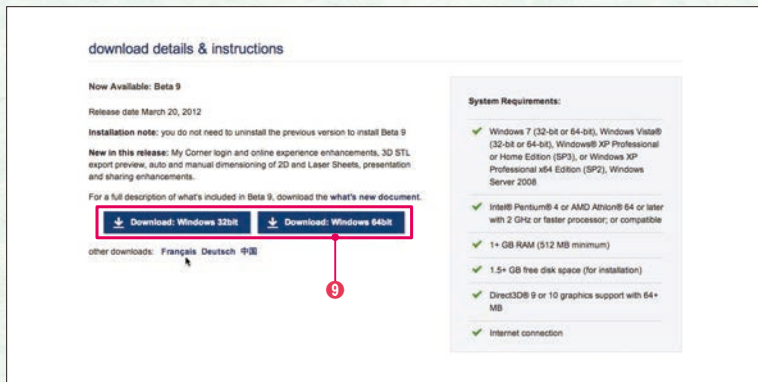 download details & instructions
Now Available: Beta 9
Release date March 20, 2012
Installation note: you do not need to uninstall the previous version to install Beta 9
New in this release: My Corner login and online experience enhancements, 3D STL
export preview, auto and manual dimensioning of 2D and Laser Sheets, presentation
and sharing enhancements.
For a full description of what's included in Beta 9, download the what's new document.
Download: Windows 32bit Download: Windows 64bit
other downloads: Français Deutsch 中国
9
System Requirements:
Windows 7 (32-bit or 64-bit), Windows Vista®
(32-bit or 64-bit), Windows® XP Professional
or Home Edition (SP3), or Windows XP
Professional x64 Edition (SP2), Windows
Server 2008
Intel® Pentium® 4 or AMD Athlon® 64 or later
with 2 GHz or faster processor; or compatible
1+ GB RAM (512 MB minimum)
1.5+ GB free disk space (for installation)
Direct3D® 9 or 10 graphics support with 64+
MB
Internet connection